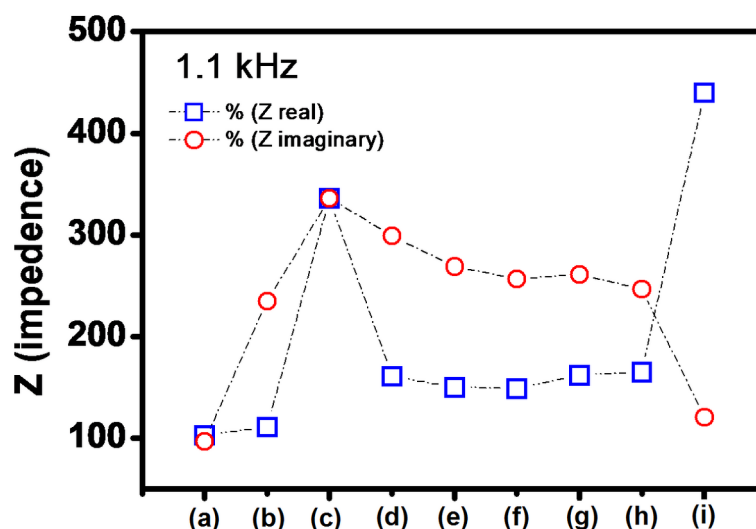 500
400
300
200
100
Z (impedence)
1.1 kHz
% (Z real)
% (Z imaginary)
(a) (b) (c) (d) (e) (f) (g) (h) (i)